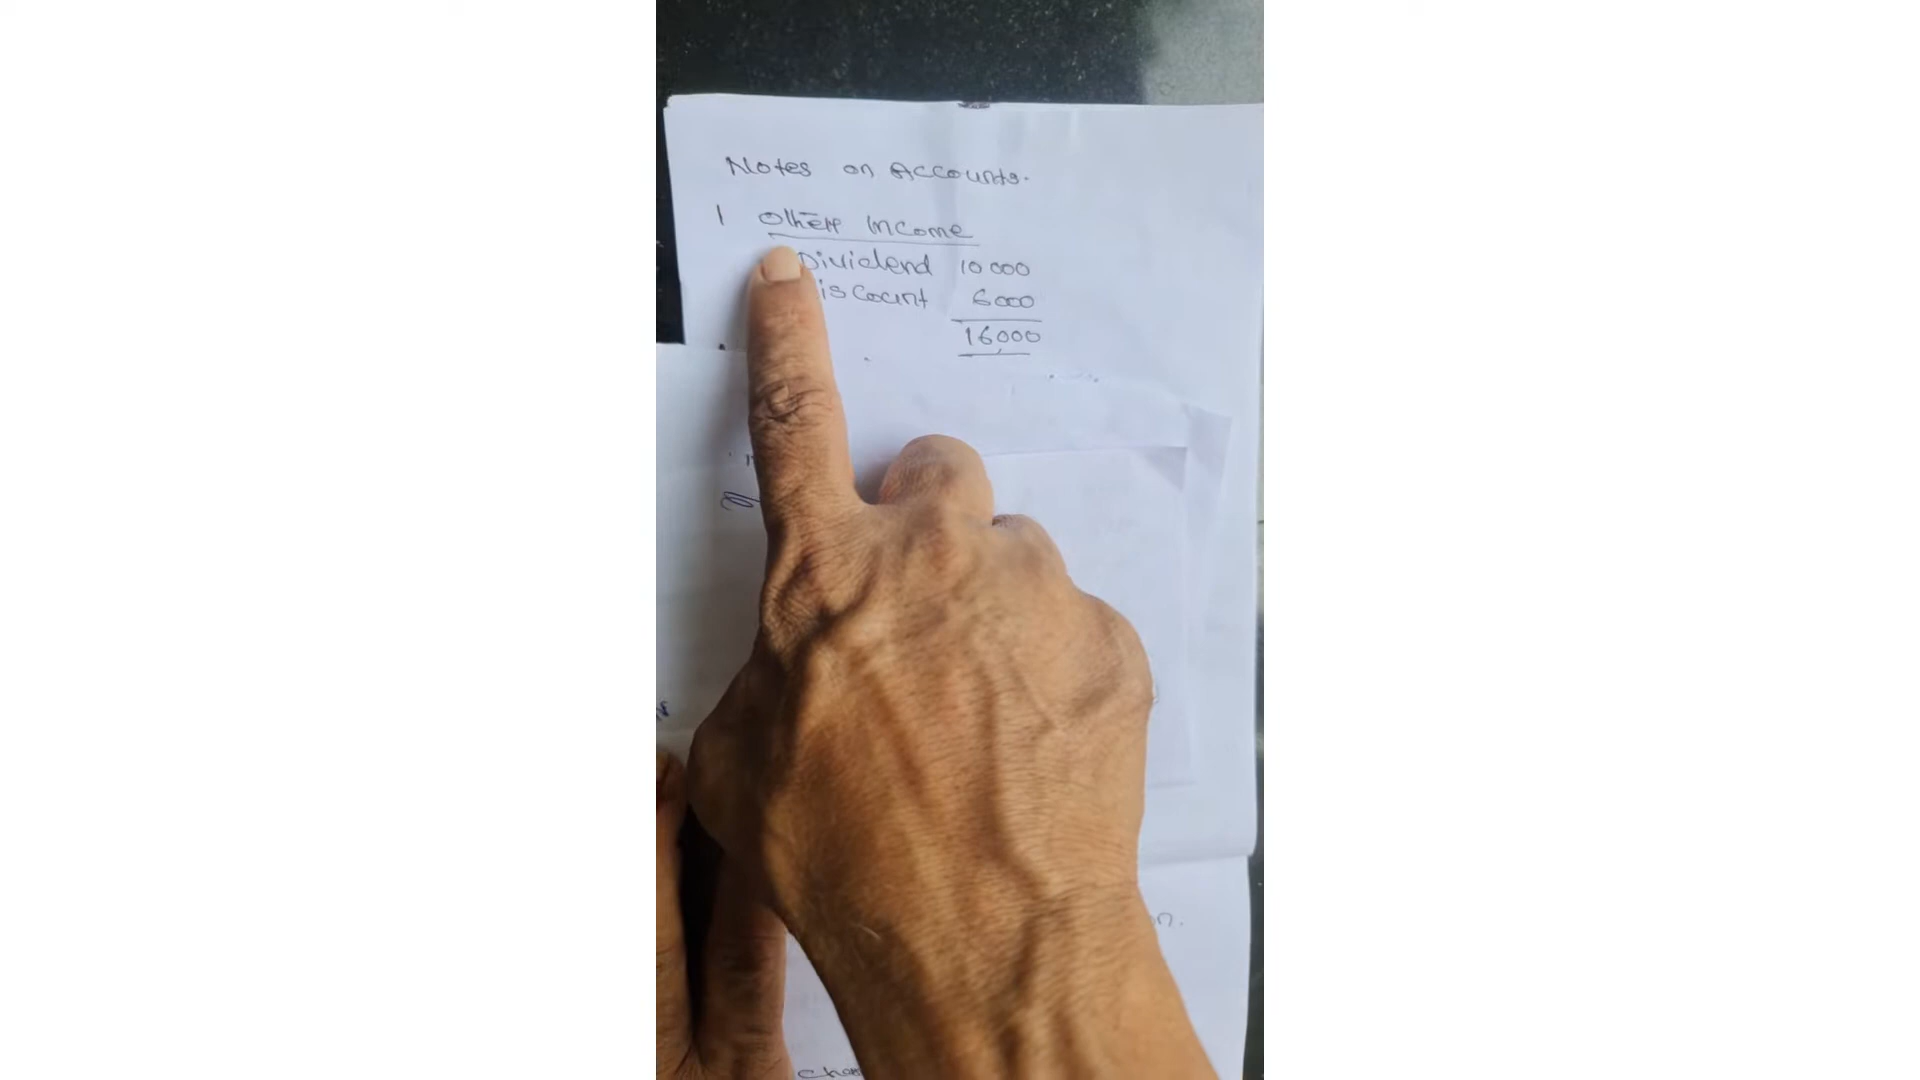 Notes on Accounts.
1 Other Income
Dividend 10000
iscount 6000
16000